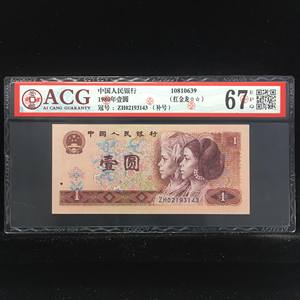 ACG
AI CANG GUARANTY
中国人民银行
1980年壹圆
冠号：ZH02193143（补号）
10810639
（红金龙☆☆）
67 EPQ
中国人民银行
壹圆
1
1
ZH02193143